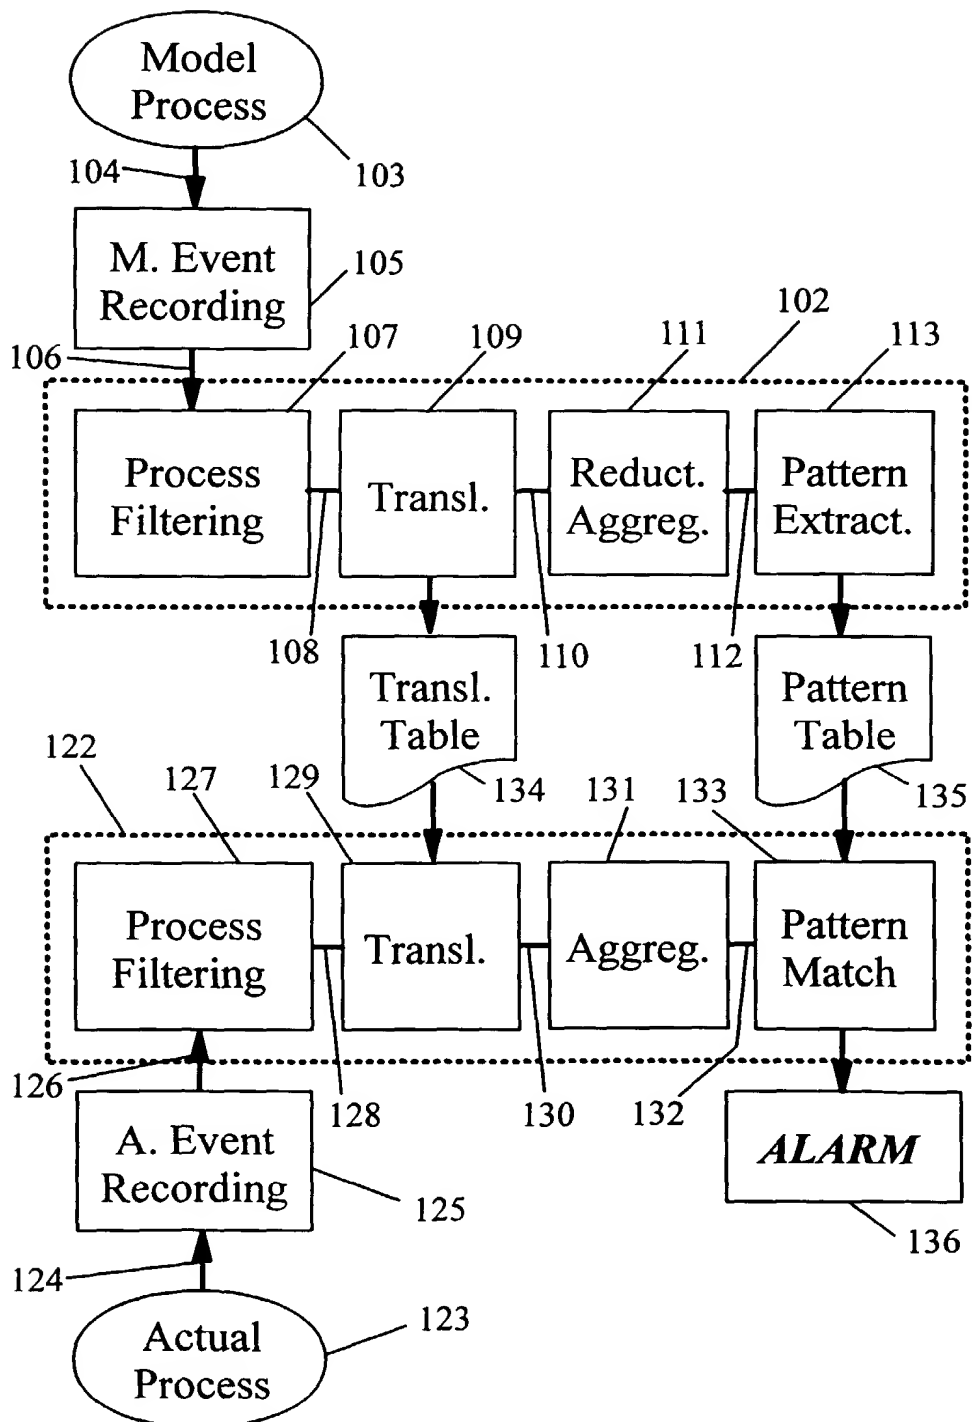 Model
Process
104
103
M. Event
Recording
105
102
106
107
109
111
113
Process
Filtering
Transl.
Reduct.
Aggreg.
Pattern
Extract.
108
110
112
Transl.
Table
Pattern
Table
122
127
129
134
131
133
135
Process
Filtering
Transl.
Aggreg.
Pattern
Match
126
128
130
132
A. Event
Recording
125
ALARM
136
124
123
Actual
Process